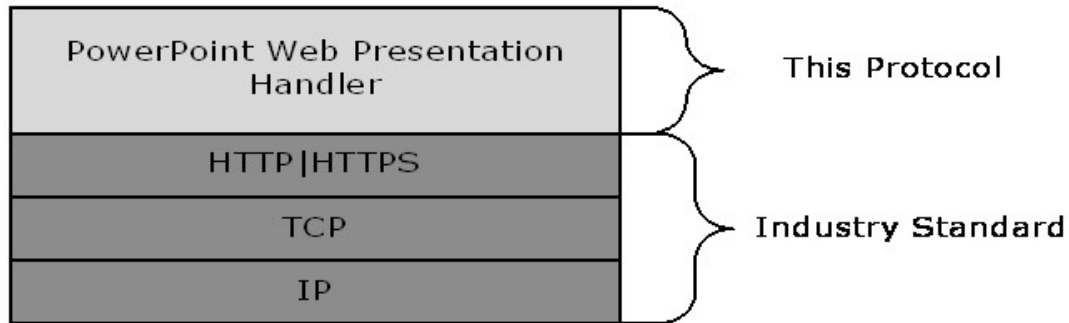 PowerPoint Web Presentation
Handler
This Protocol
HTTP|HTTPS
TCP
IP
Industry Standard